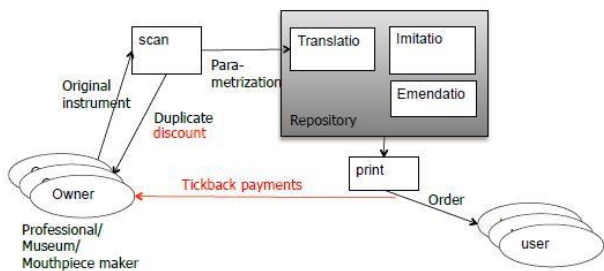 scan
Translatio
Imitatio
Para-
metrization
Original
instrument
Emendatio
Duplicate
discount
Repository
print
Tickback payments
Owner
Order
Professional/
Museum/
Mouthpiece maker
user